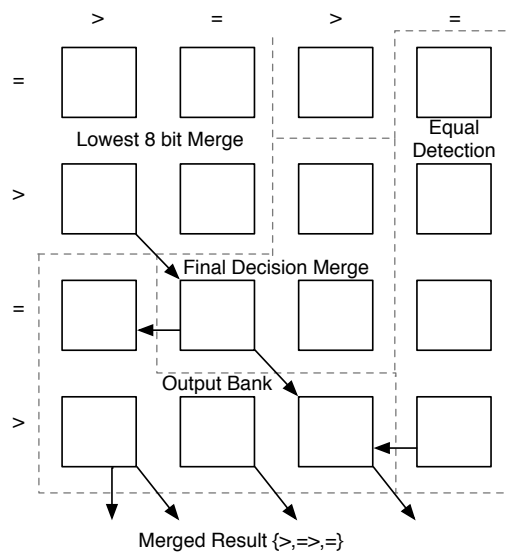 > = > =
=
Equal
Detection
Lowest 8 bit Merge
>
Final Decision Merge
=
Output Bank
>
Merged Result {>,=>,=}